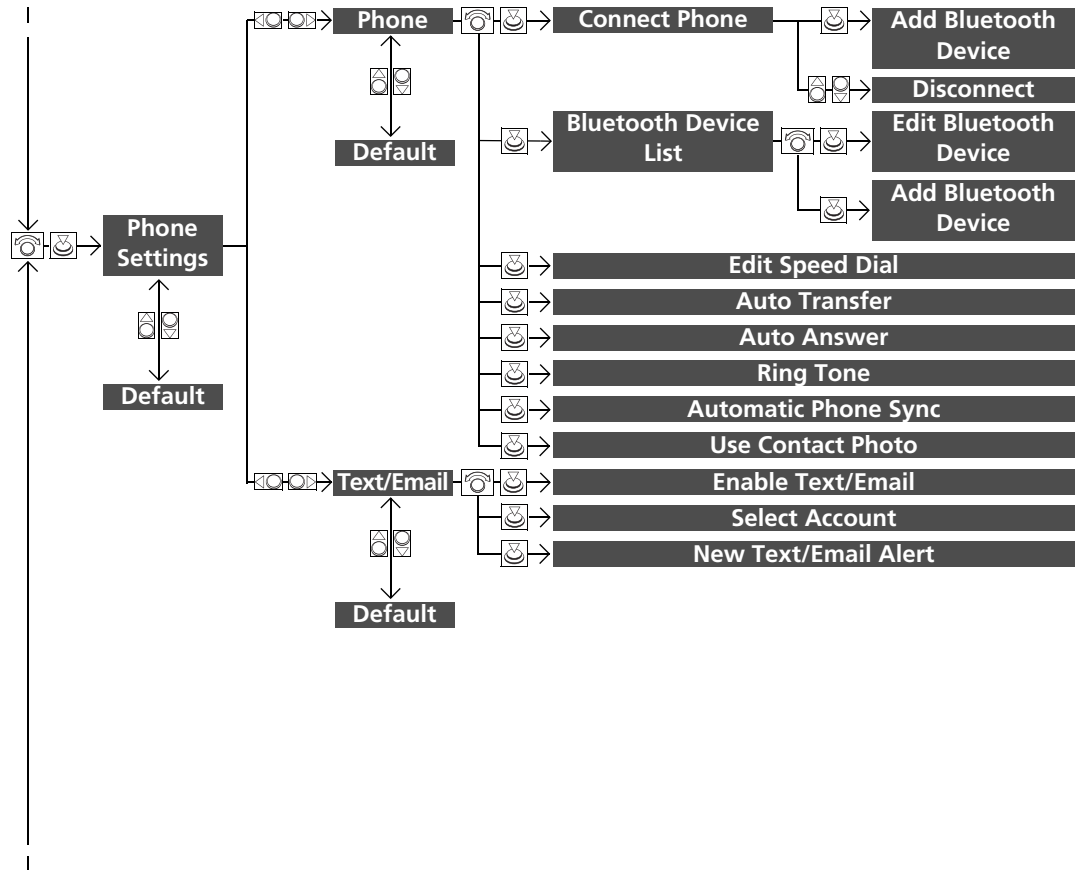 Phone
Connect Phone
Add Bluetooth
Device
Disconnect
Default
Bluetooth Device
List
Edit Bluetooth
Device
Add Bluetooth
Device
Phone
Settings
Default
Edit Speed Dial
Auto Transfer
Auto Answer
Ring Tone
Automatic Phone Sync
Use Contact Photo
Text/Email
Enable Text/Email
Select Account
New Text/Email Alert
Default